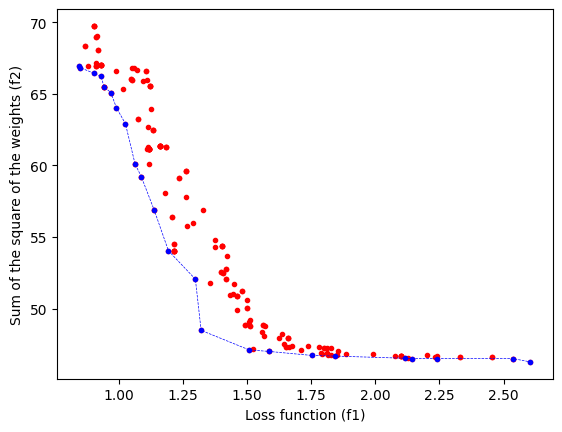 Sum of the square of the weights (f2)
70
65
60
55
50
1.00 1.25 1.50 1.75 2.00 2.25 2.50
Loss function (f1)